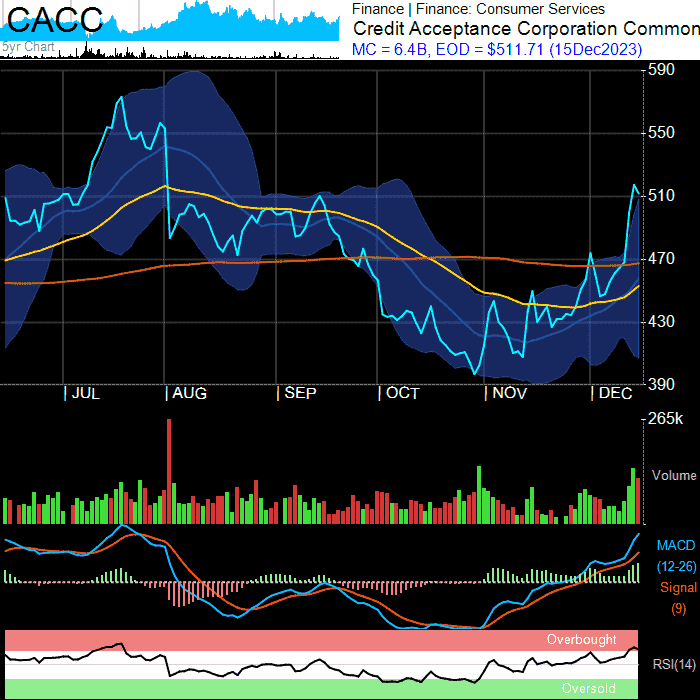 CACC
5yr Chart
Finance | Finance: Consumer Services
Credit Acceptance Corporation Common
MC = 6.4B, EOD = $511.71 (15Dec2023)
590
550
510
470
430
390
| JUL | AUG | SEP | OCT | NOV | DEC
265k
Volume
MACD
(12-26)
Signal
(9)
Overbought
RSI(14)
Oversold